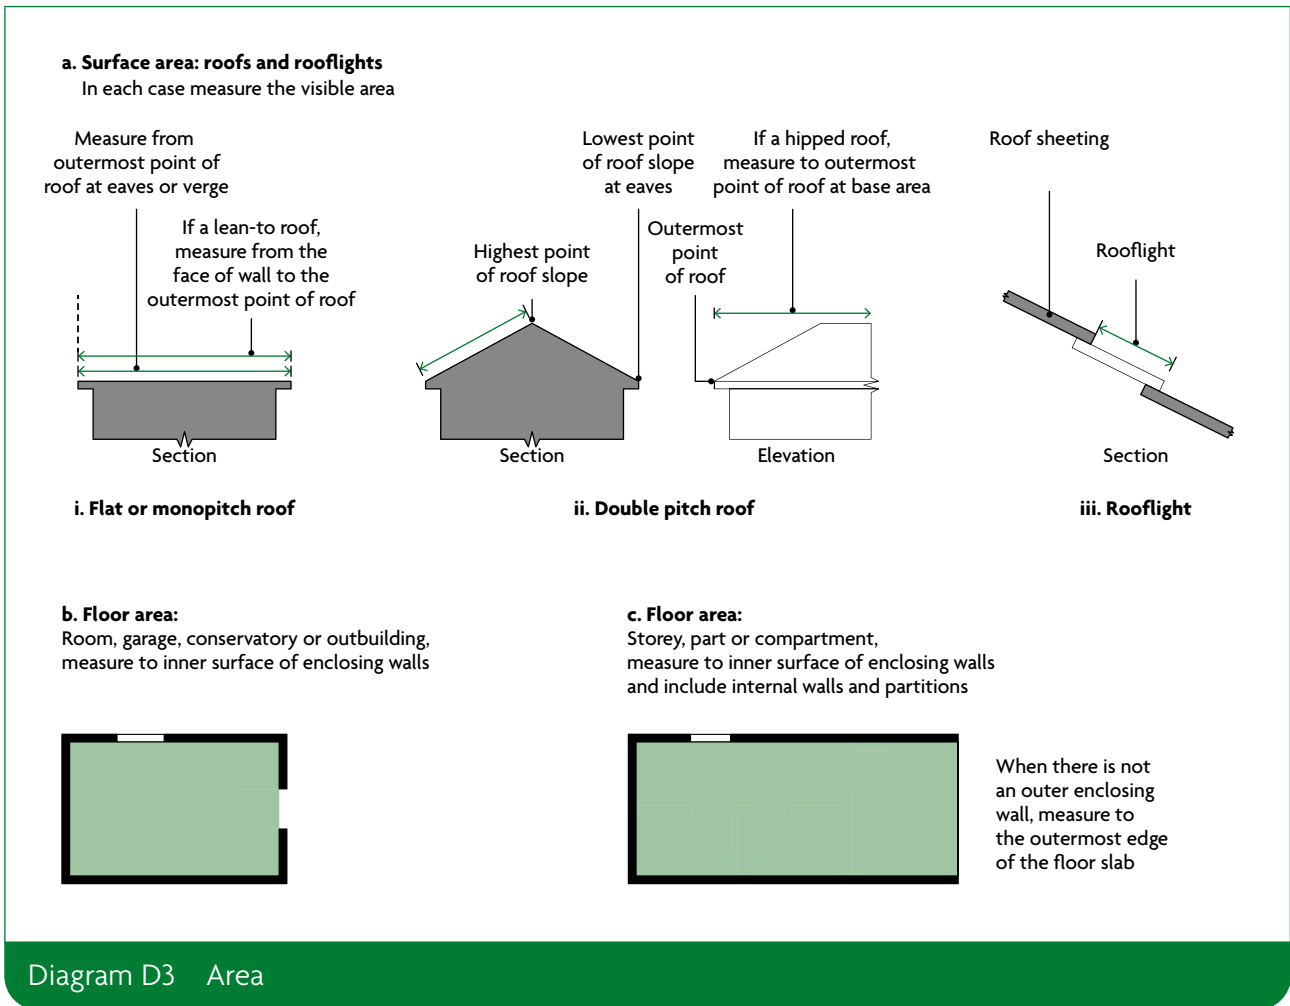 a. Surface area: roofs and rooflights
In each case measure the visible area
Measure from
outermost point of
roof at eaves or verge
If a lean-to roof,
measure from the
face of wall to the
outermost point of roof
Section
i. Flat or monopitch roof
Highest point
of roof slope
Lowest point
of roof slope
at eaves
Section
Outermost
point
of roof
If a hipped roof,
measure to outermost
point of roof at base area
Elevation
ii. Double pitch roof
Roof sheeting
Rooflight
Section
iii. Rooflight
b. Floor area:
Room, garage, conservatory or outbuilding,
measure to inner surface of enclosing walls
c. Floor area:
Storey, part or compartment,
measure to inner surface of enclosing walls
and include internal walls and partitions
When there is not
an outer enclosing
wall, measure to
the outermost edge
of the floor slab
Diagram D3 Area